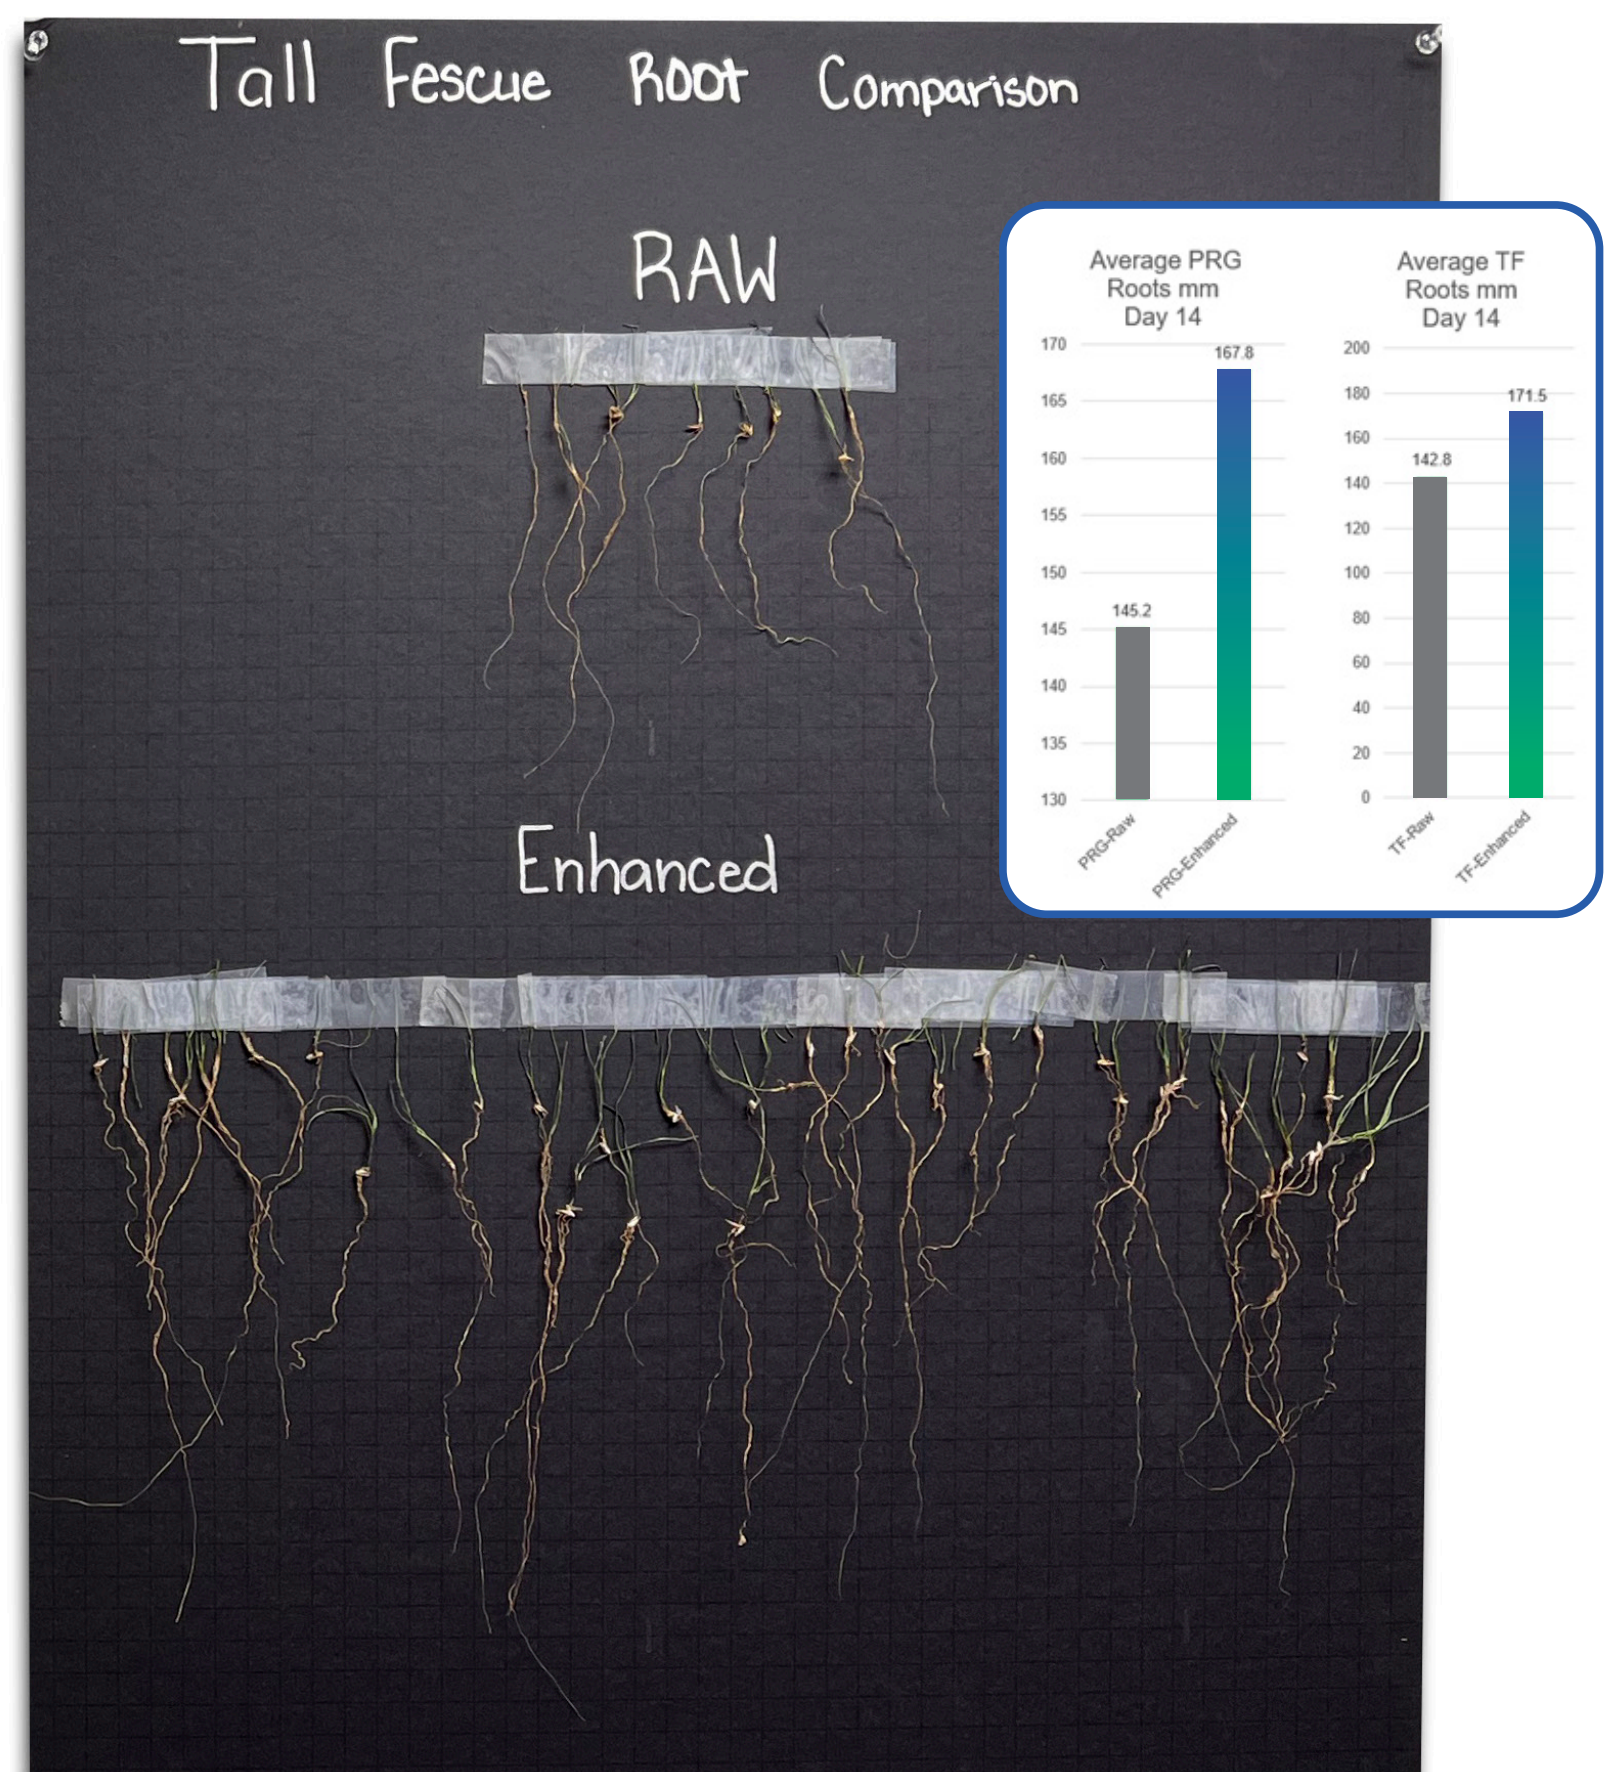 Tall Fescue Root Comparison
RAW
Enhanced
Average PRG
Roots mm
Day 14
170
165
160
155
150
145
140
135
130
145.2
167.8
PRG-Raw
PRG-Enhanced
Average TF
Roots mm
Day 14
200
180
160
140
120
100
80
60
40
20
0
142.8
171.5
TF-Raw
TF-Enhanced